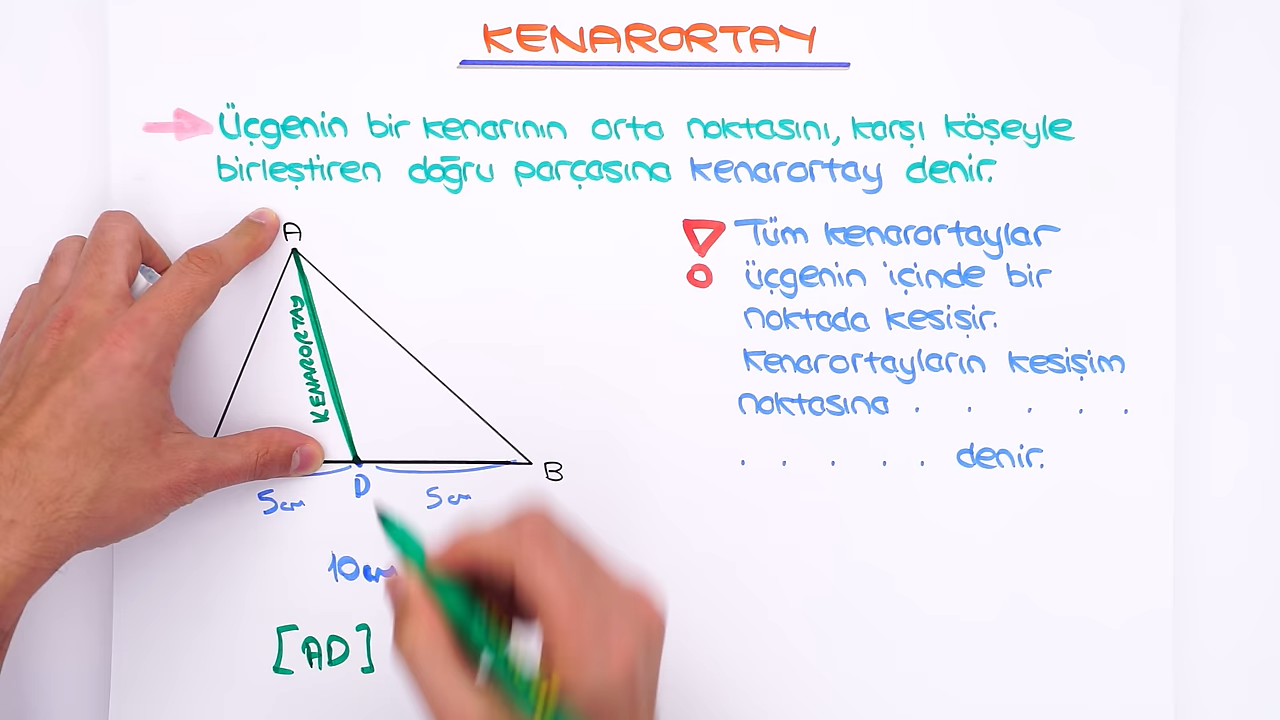 KENARORTAY
Üçgenin bir kenarının orta noktasını, karşı köşeyle
birleştiren doğru parçasına kenarortay denir.
A
KENARORTAY
D
B
5cm
5cm
10cm
[AD]
Tüm kenarortaylar
üçgenin içinde bir
noktada kesişir.
Kenarortayların kesişim
noktasına . . . . .
. . . . . denir.